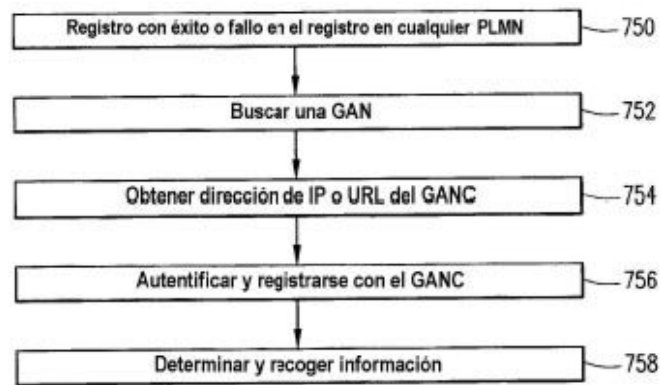 Registro con éxito o fallo en el registro en cualquier PLMN 750
Buscar una GAN 752
Obtener dirección de IP o URL del GANC 754
Autentificar y registrarse con el GANC 756
Determinar y recoger información 758